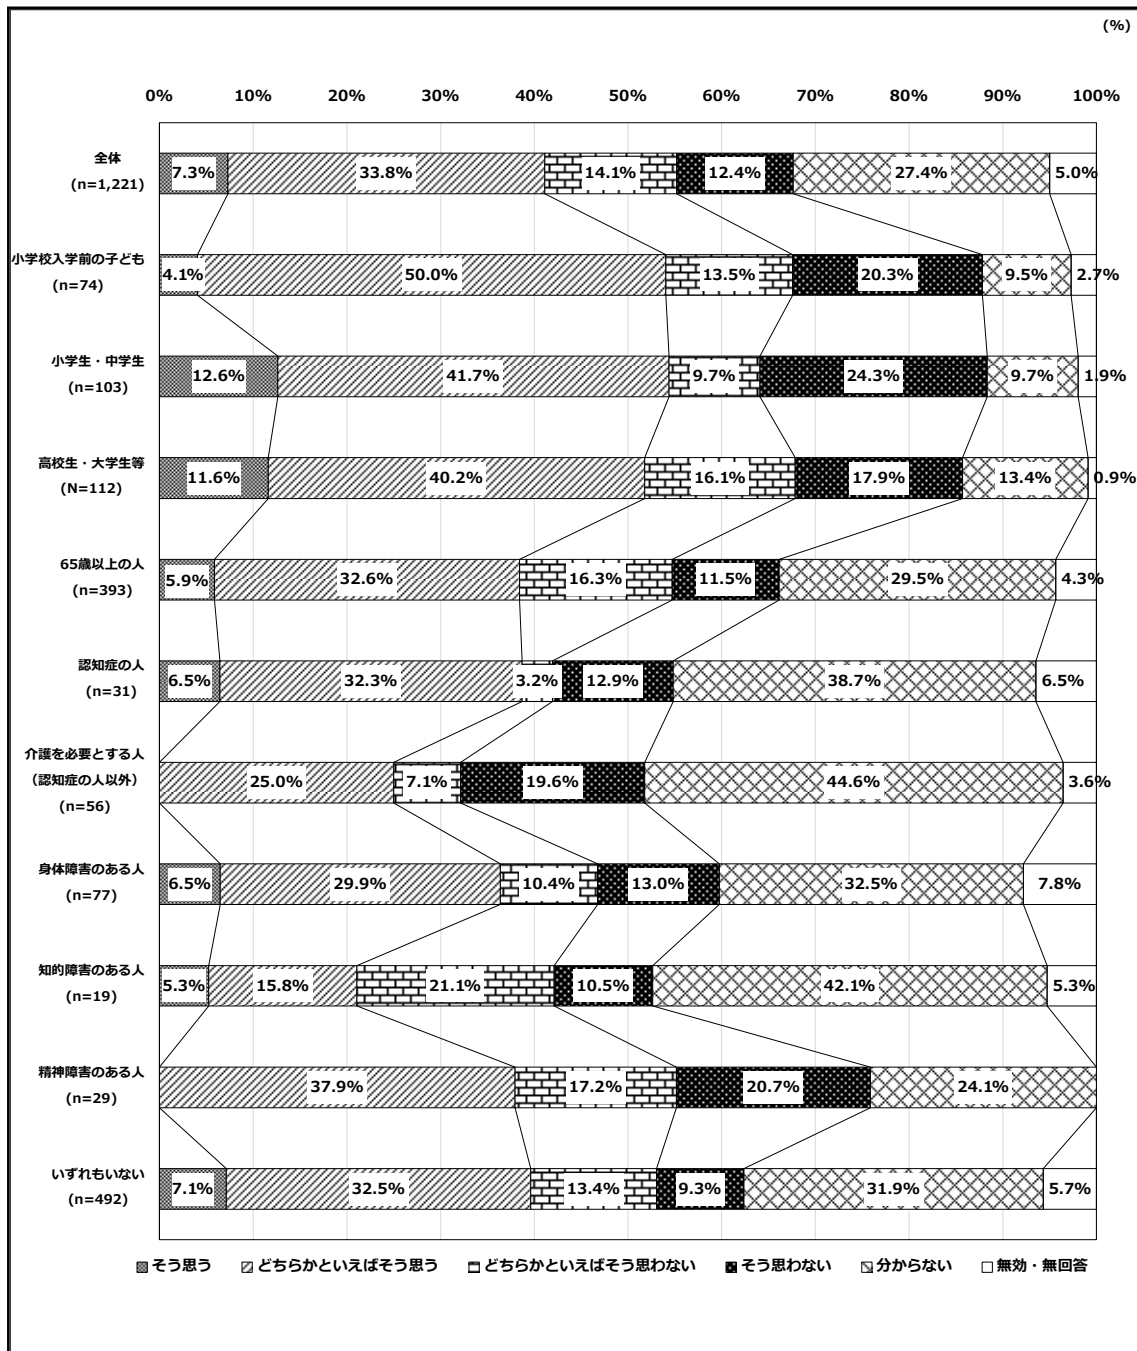 (%)
0% 10% 20% 30% 40% 50% 60% 70% 80% 90% 100%
全体
(n=1,221)
7.3% 33.8% 14.1% 12.4% 27.4% 5.0%
小学校入学前の子ども
(n=74)
4.1% 50.0% 13.5% 20.3% 9.5% 2.7%
小学生・中学生
(n=103)
12.6% 41.7% 9.7% 24.3% 9.7% 1.9%
高校生・大学生等
(N=112)
11.6% 40.2% 16.1% 17.9% 13.4% 0.9%
65歳以上の人
(n=393)
5.9% 32.6% 16.3% 11.5% 29.5% 4.3%
認知症の人
(n=31)
6.5% 32.3% 3.2% 12.9% 38.7% 6.5%
介護を必要とする人
（認知症の人以外）
(n=56)
25.0% 7.1% 19.6% 44.6% 3.6%
身体障害のある人
(n=77)
6.5% 29.9% 10.4% 13.0% 32.5% 7.8%
知的障害のある人
(n=19)
5.3% 15.8% 21.1% 10.5% 42.1% 5.3%
精神障害のある人
(n=29)
37.9% 17.2% 20.7% 24.1%
いずれもいない
(n=492)
7.1% 32.5% 13.4% 9.3% 31.9% 5.7%
そう思う どちらかといえばそう思う どちらかといえばそう思わない そう思わない 分からない 無効・無回答